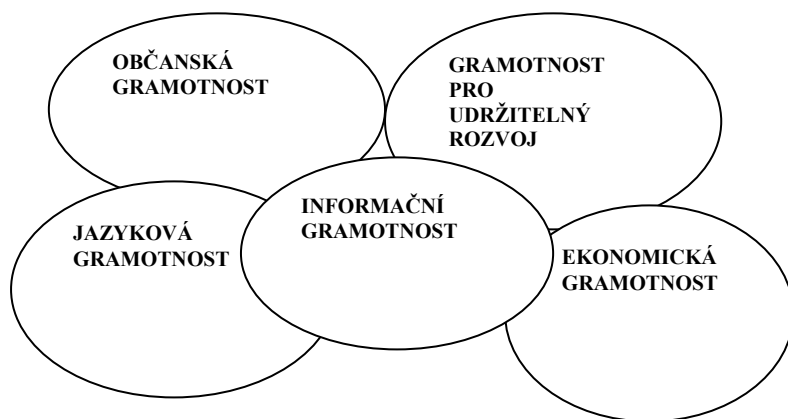 OBČANSKÁ
GRAMOTNOST
GRAMOTNOST
PRO
UDRŽITELNÝ
ROZVOJ
JAZYKOVÁ
GRAMOTNOST
INFORMAČNÍ
GRAMOTNOST
EKONOMICKÁ
GRAMOTNOST